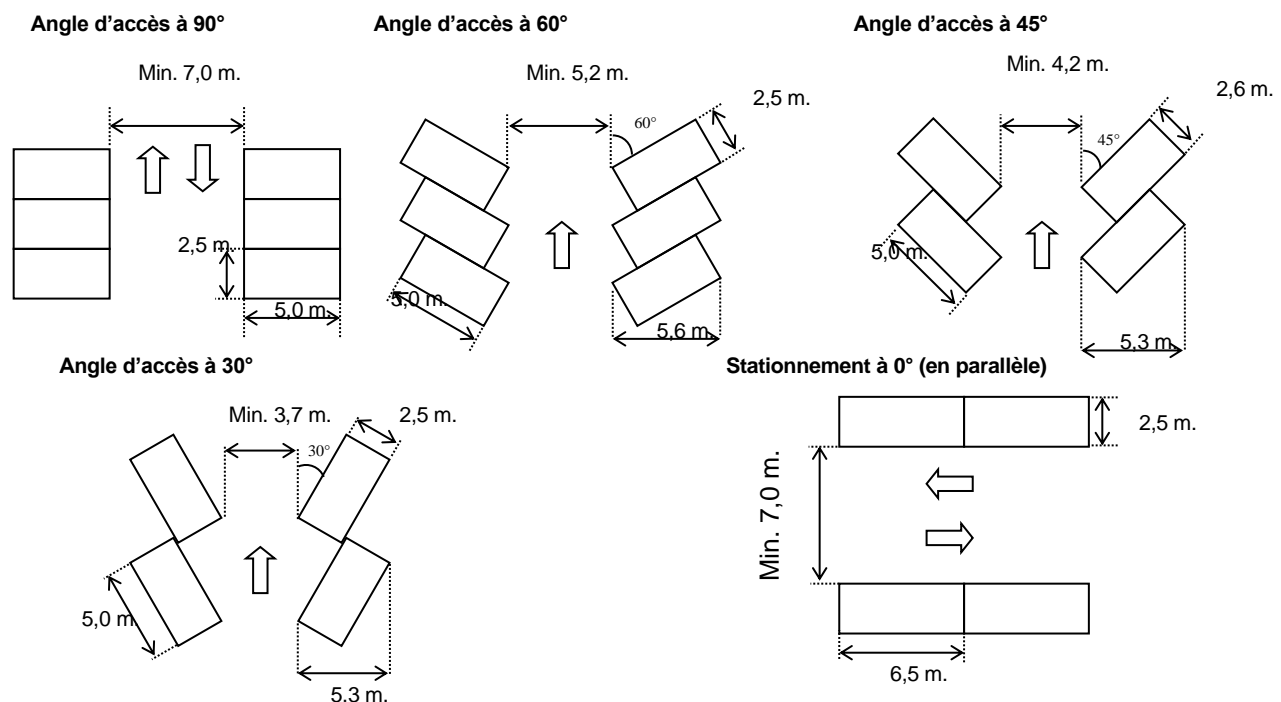 Angle d'accès à 90°
Angle d'accès à 60°
Angle d'accès à 45°
Min. 7,0 m.
Min. 5,2 m.
Min. 4,2 m.
2,5 m.
2,6 m.
60°
45°
2,5 m.
5,0 m.
5,0 m.
5,0 m.
5,6 m.
5,3 m.
Angle d'accès à 30°
Stationnement à 0° (en parallèle)
Min. 3,7 m.
2,5 m.
30°
2,5 m.
Min. 7,0 m.
5,0 m
5,3 m.
6,5 m.